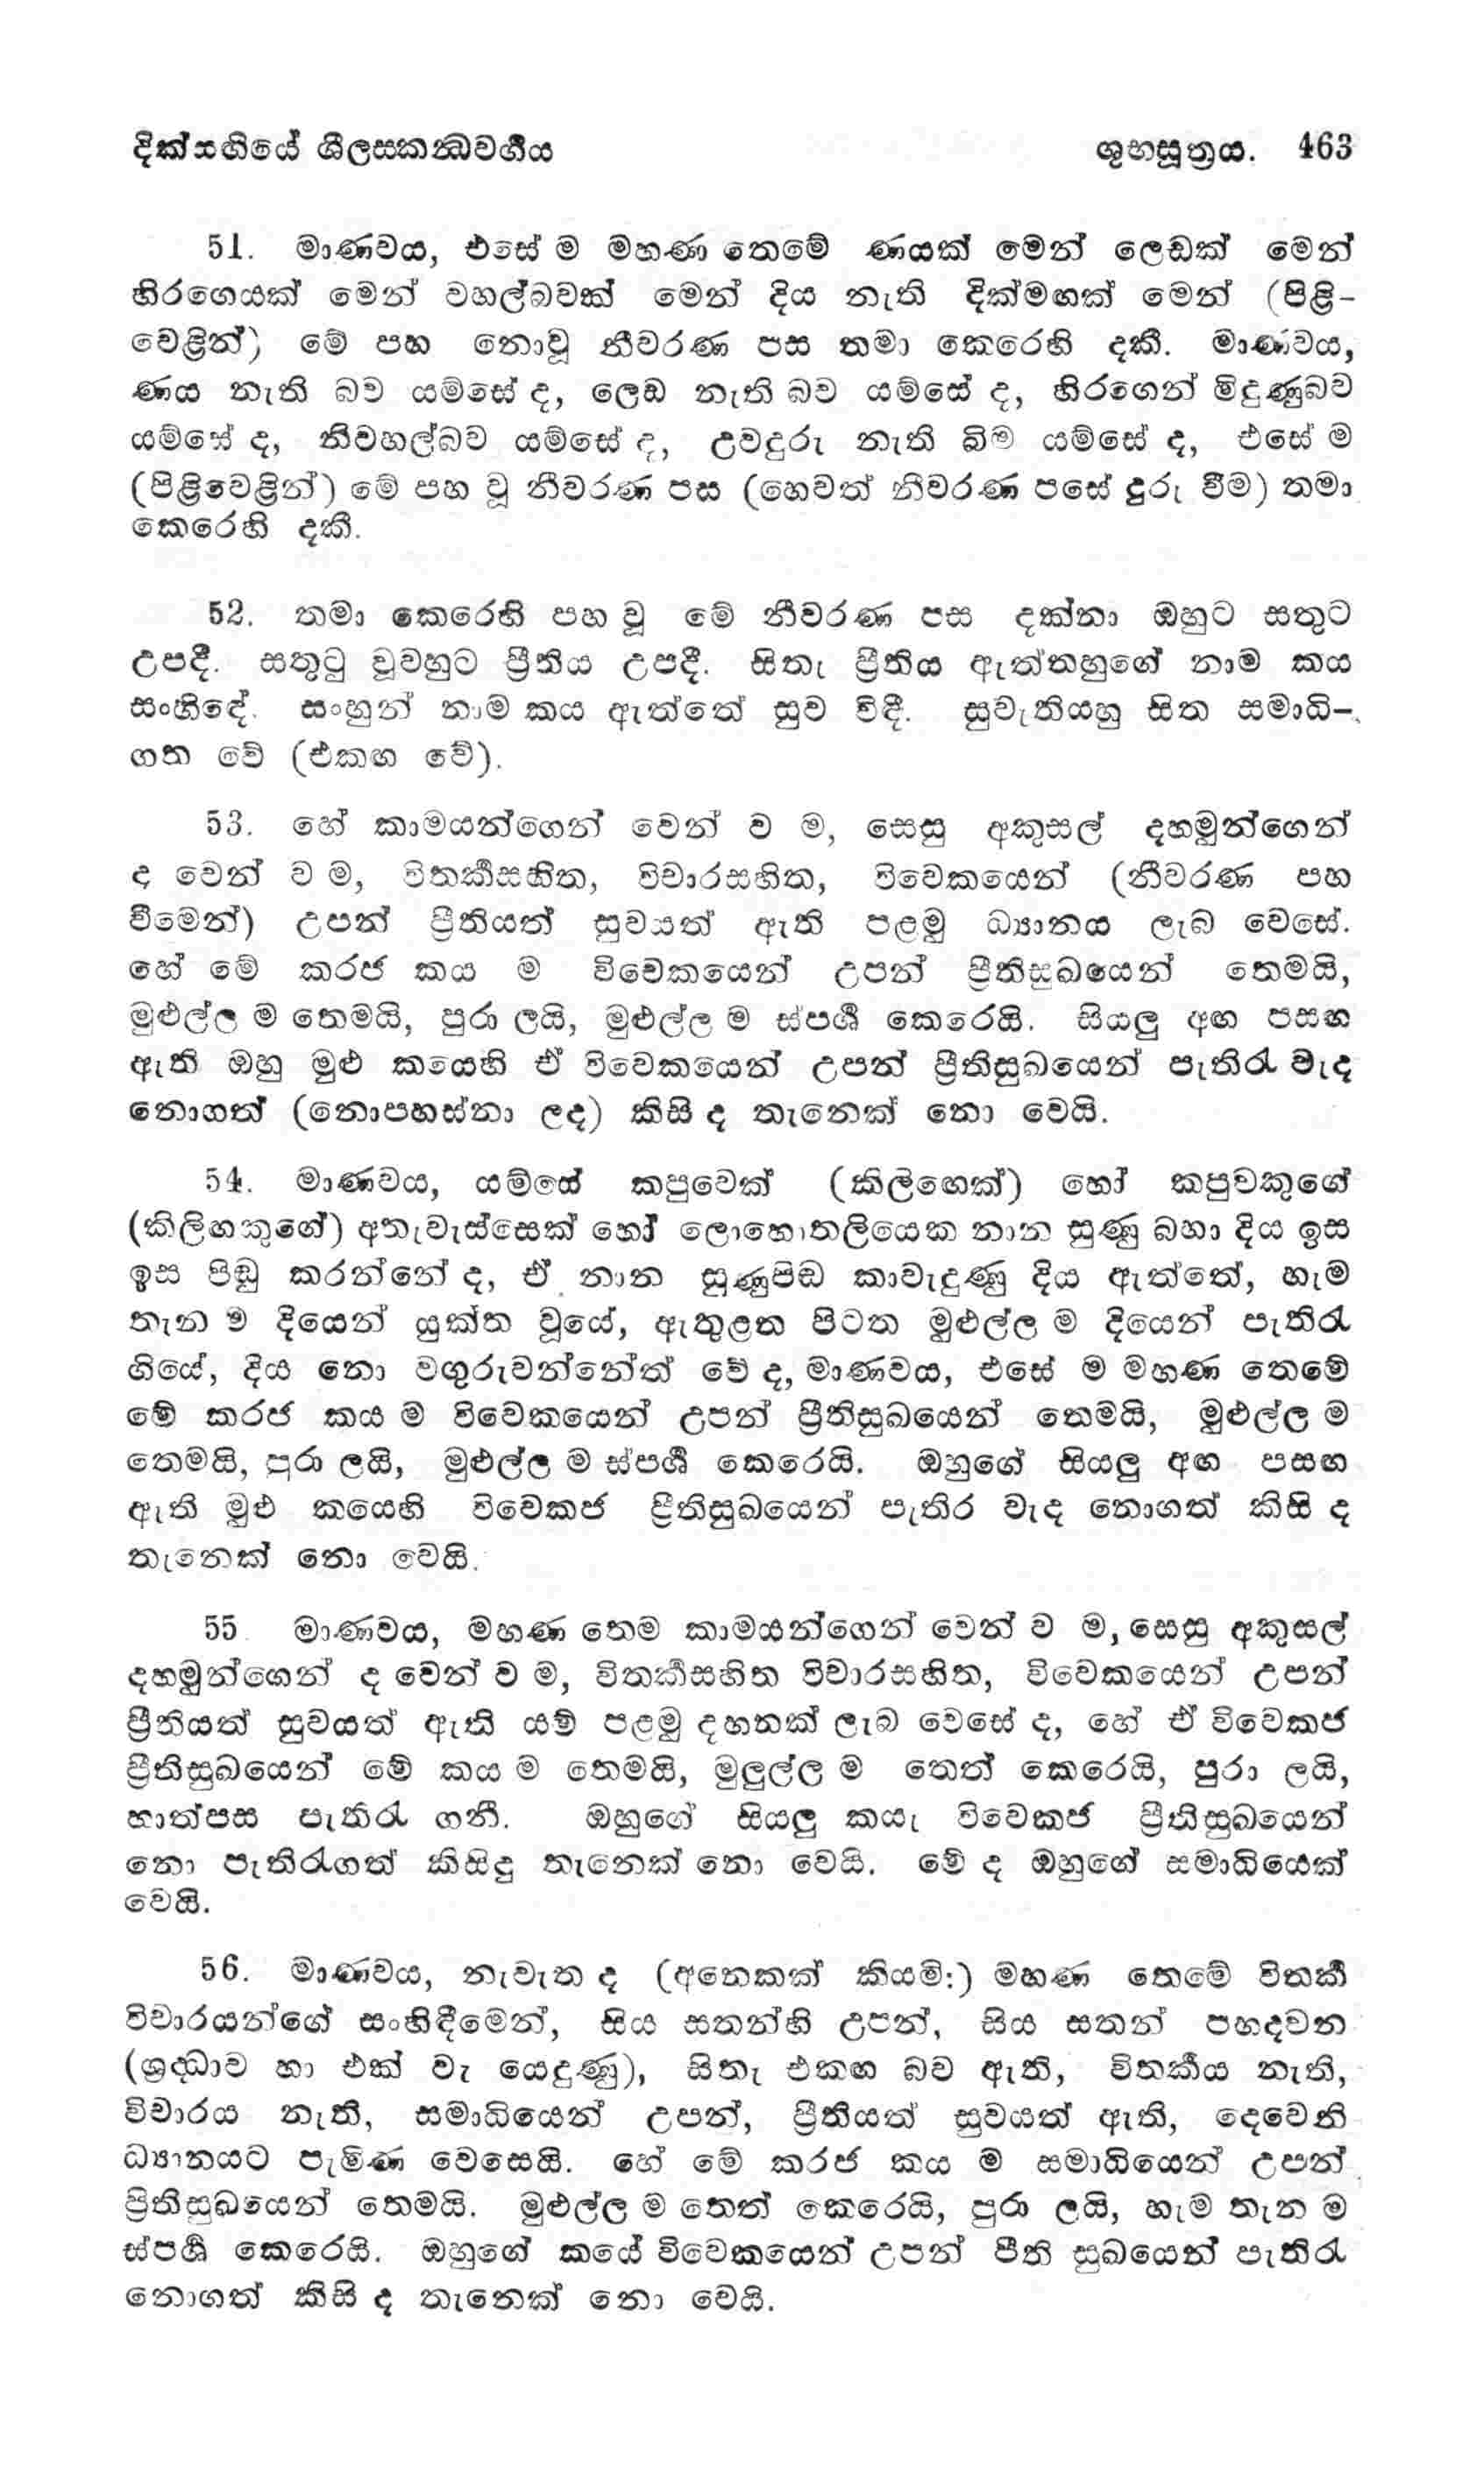 දික්සඟියේ ශීලසකන්ධවර්ගය ශුභසූත්‍රය. 463
51. මාණවය, එසේ ම මහණ තෙමේ ණයක් මෙන් ලෙඩක් මෙන්
හිරගෙයක් මෙන් වහල්බවක් මෙන් දිය නැති දික්මඟක් මෙන් (පිළි-
වෙළින්) මේ පහ නොවූ නීවරණ පස තමා කෙරෙහි දකී. මාණවය,
ණය නැති බව යම්සේ ද, ලෙඩ නැති බව යම්සේ ද, හිරගෙන් මිදුණුබව
යම්සේ ද, නිවහල්බව යම්සේ ද, උවදුරු නැති බිම යම්සේ ද, එසේ ම
(පිළිවෙළින්) මේ පහ වූ නීවරණ පස (හෙවත් නීවරණ පසේ දුරු වීම) තමා
කෙරෙහි දකී.
52. තමා කෙරෙහි පහ වූ මේ නීවරණ පස දක්නා ඔහුට සතුට
උපදී. සතුටු වූවහුට ප්‍රීතිය උපදී. සිතැ ප්‍රීතිය ඇත්තහුගේ නාම කය
සංහිඳේ. සංහුන් නාම කය ඇත්තේ සුව විඳී. සුවැතියහු සිත සමාධි-
ගත වේ (එකඟ වේ).
53. හේ කාමයන්ගෙන් වෙන් ව ම, සෙසු අකුසල් දහමුන්ගෙන්
ද වෙන් ව ම, විතර්කසහිත, විචාරසහිත, විවෙකයෙන් (නීවරණ පහ
වීමෙන්) උපන් ප්‍රීතියත් සුවයත් ඇති පළමු ධ්‍යානය ලැබ වෙසේ.
හේ මේ කරජ කය ම විවෙකයෙන් උපන් ප්‍රීතිසුඛයෙන් තෙමයි,
මුළුල්ල ම තෙමයි, පුරා ලයි, මුළුල්ල ම ස්පර්ශ කෙරෙයි. සියලු අඟ පසඟ
ඇති ඔහු මුළු කයෙහි ඒ විවෙකයෙන් උපන් ප්‍රීතිසුඛයෙන් පැතිරැ වැද
නොගත් (නොපහස්නා ලද) කිසි ද තැනෙක් නො වෙයි.
54. මාණවය, යම්සේ කපුවෙක් (කිලිඟෙක්) හෝ කපුවකුගේ
(කිලිඟකුගේ) අතැවැස්සෙක් හෝ ලොහොතලියෙක නාන සුණු බහා දිය ඉස
ඉස පිඬු කරන්නේ ද, ඒ නාන සුණුපිඬ කාවැදුණු දිය ඇත්තේ, හැම
තැන ම දියෙන් යුක්ත වූයේ, ඇතුළත පිටත මුළුල්ල ම දියෙන් පැතිරැ
ගියේ, දිය නො වගුරුවන්නේත් වේ ද, මාණවය, එසේ ම මහණ තෙමේ
මේ කරජ කය ම විවෙකයෙන් උපන් ප්‍රීතිසුඛයෙන් තෙමයි, මුළුල්ල ම
තෙමයි, පුරා ලයි, මුළුල්ල ම ස්පර්ශ කෙරෙයි. ඔහුගේ සියලු අඟ පසඟ
ඇති මුළු කයෙහි විවෙකජ ප්‍රීතිසුඛයෙන් පැතිර වැද නොගත් කිසි ද
තැනෙක් නො වෙයි.
55. මාණවය, මහණ තෙම කාමයන්ගෙන් වෙන් ව ම, සෙසු අකුසල්
දහමුන්ගෙන් ද වෙන් ව ම, විතර්කසහිත විචාරසහිත, විවෙකයෙන් උපන්
ප්‍රීතියත් සුවයත් ඇති යම් පළමු දහනක් ලැබ වෙසේ ද, හේ ඒ විවෙකජ
ප්‍රීතිසුඛයෙන් මේ කය ම තෙමයි, මුලුල්ල ම තෙත් කෙරෙයි, පුරා ලයි,
හාත්පස පැතිරැ ගනී. ඔහුගේ සියලු කයැ විවෙකජ ප්‍රීතිසුඛයෙන්
නො පැතිරැගත් කිසිදු තැනෙක් නො වෙයි. මේ ද ඔහුගේ සමාධියෙක්
වෙයි.
56. මාණවය, නැවැත ද (අනෙකක් කියමි:) මහණ තෙමේ විතර්ක
විචාරයන්ගේ සංහිඳීමෙන්, සිය සතන්හි උපන්, සිය සතන් පහදවන
(ශ්‍රද්ධාව හා එක් වැ යෙදුණු), සිතැ එකඟ බව ඇති, විතර්කය නැති,
විචාරය නැති, සමාධියෙන් උපන්, ප්‍රීතියත් සුවයත් ඇති, දෙවෙනි
ධ්‍යානයට පැමිණ වෙසෙයි. හේ මේ කරජ කය ම සමාධියෙන් උපන්
ප්‍රිතිසුඛයෙන් තෙමයි. මුළුල්ල ම තෙත් කෙරෙයි, පුරා ලයි, හැම තැන ම
ස්පර්ශ කෙරෙයි. ඔහුගේ කයේ විවෙකයෙන් උපන් පීති සුඛයෙන් පැතිරැ
නොගත් කිසි ද තැනෙක් නො වෙයි.